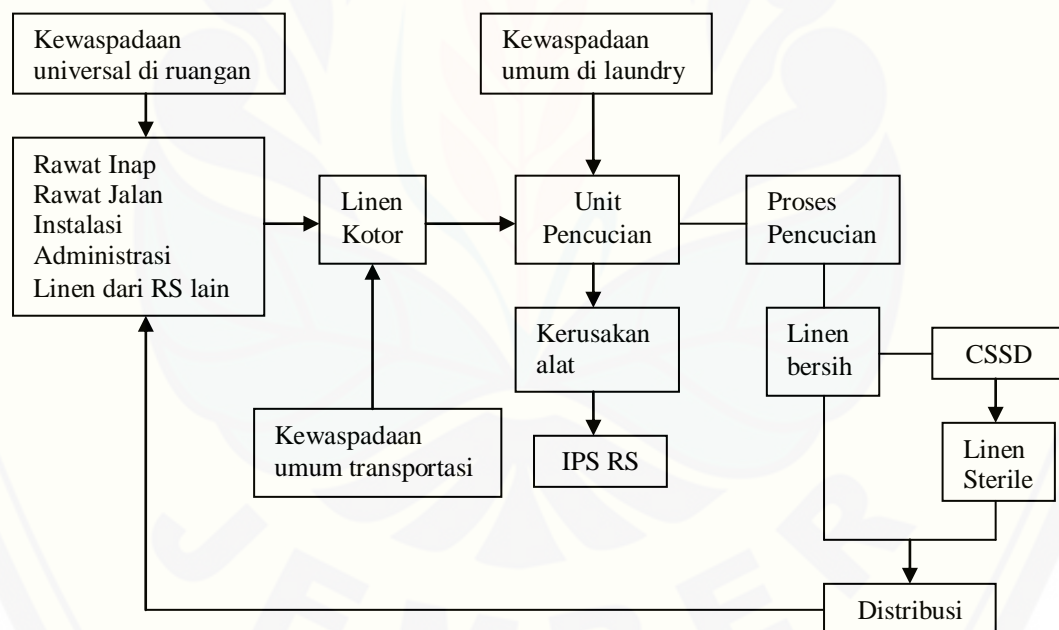 Kewaspadaan
universal di ruangan
Kewaspadaan
umum di laundry
Rawat Inap
Rawat Jalan
Instalasi
Administrasi
Linen dari RS lain
Linen
Kotor
Unit
Pencucian
Proses
Pencucian
Kerusakan
alat
Linen
bersih
CSSD
Kewaspadaan
umum transportasi
IPS RS
Linen
Sterile
Distribusi
JEMBER